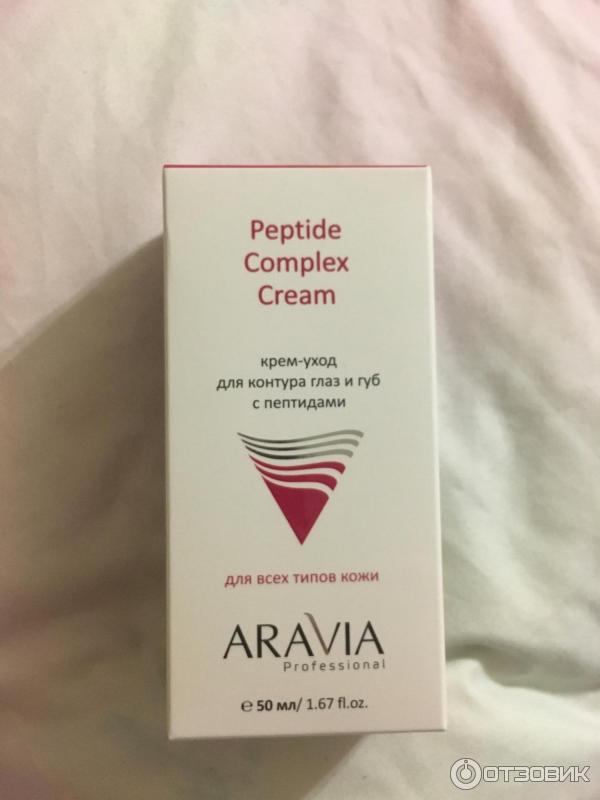 Peptide
Complex
Cream
крем-уход
для контура глаз и губ
с пептидами
для всех типов кожи
ARAVIA
Professional
℮ 50 мл/ 1.67 fl.oz.
ОТЗОВИК